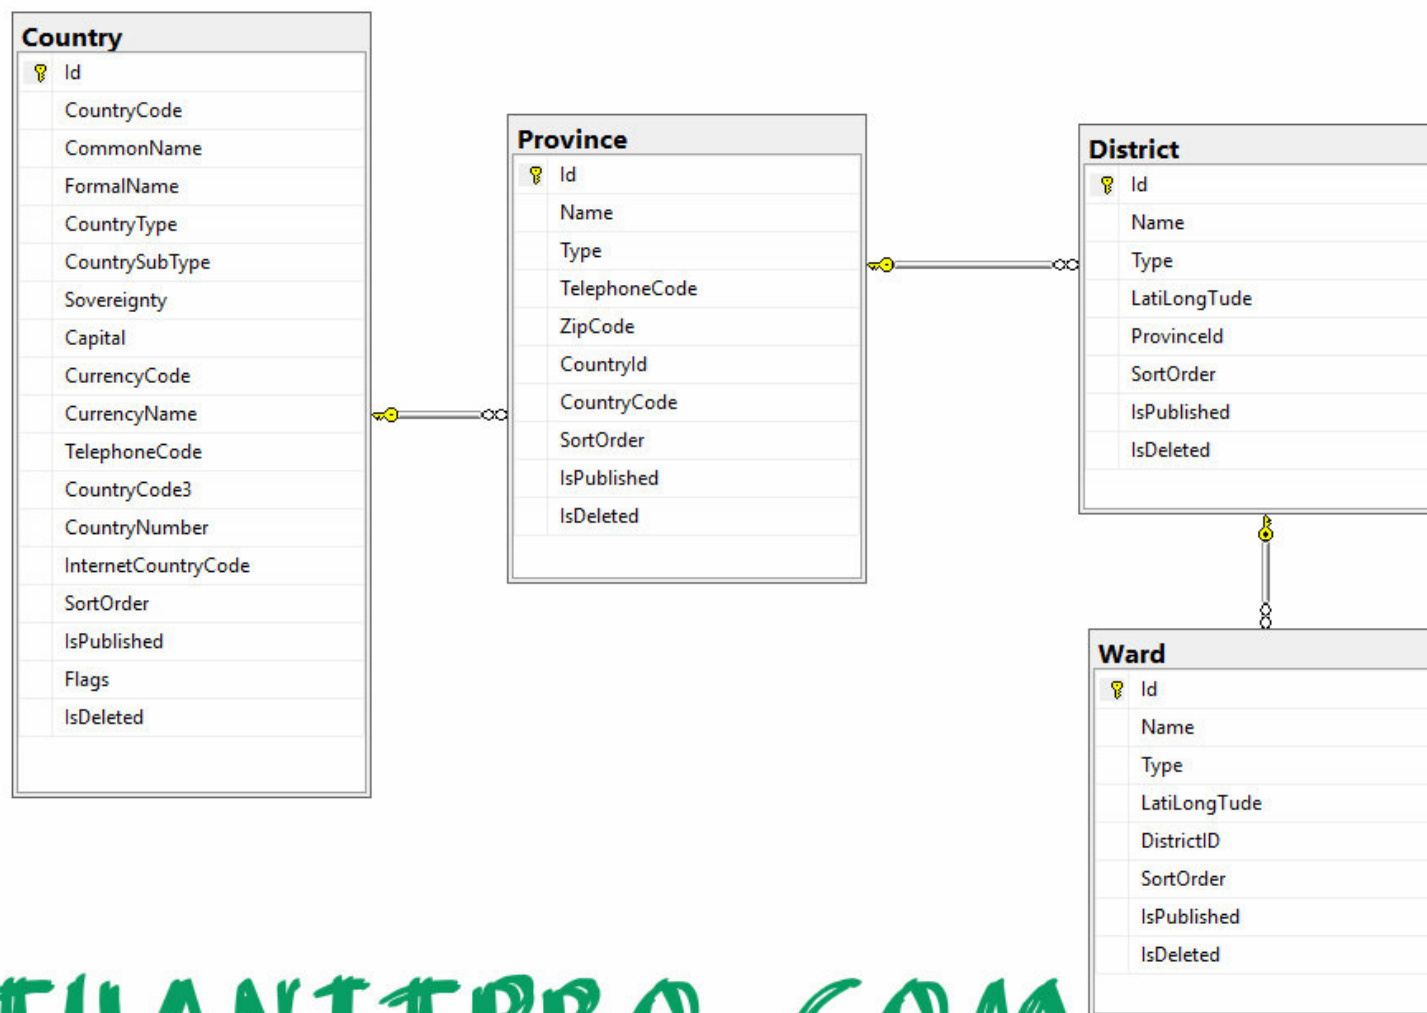 Country
Id
CountryCode
CommonName
FormalName
CountryType
CountrySubType
Sovereignty
Capital
CurrencyCode
CurrencyName
TelephoneCode
CountryCode3
CountryNumber
InternetCountryCode
SortOrder
IsPublished
Flags
IsDeleted
Province
Id
Name
Type
TelephoneCode
ZipCode
CountryId
CountryCode
SortOrder
IsPublished
IsDeleted
District
Id
Name
Type
LatiLongTude
ProvinceId
SortOrder
IsPublished
IsDeleted
Ward
Id
Name
Type
LatiLongTude
DistrictID
SortOrder
IsPublished
IsDeleted